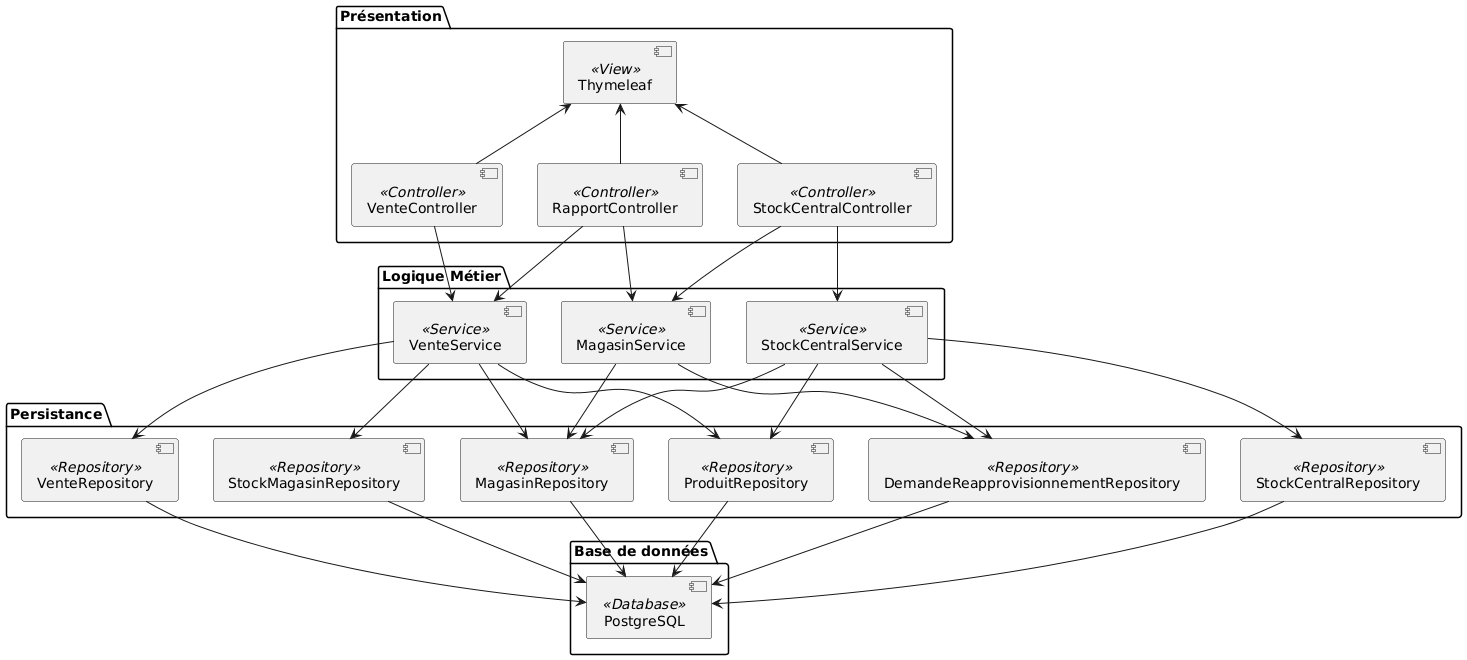 Présentation
«View»
Thymeleaf
«Controller»
VenteController
«Controller»
RapportController
«Controller»
StockCentralController
Logique Métier
«Service»
VenteService
«Service»
MagasinService
«Service»
StockCentralService
Persistance
«Repository»
VenteRepository
«Repository»
StockMagasinRepository
«Repository»
MagasinRepository
«Repository»
ProduitRepository
«Repository»
DemandeReapprovisionnementRepository
«Repository»
StockCentralRepository
Base de données
«Database»
PostgreSQL